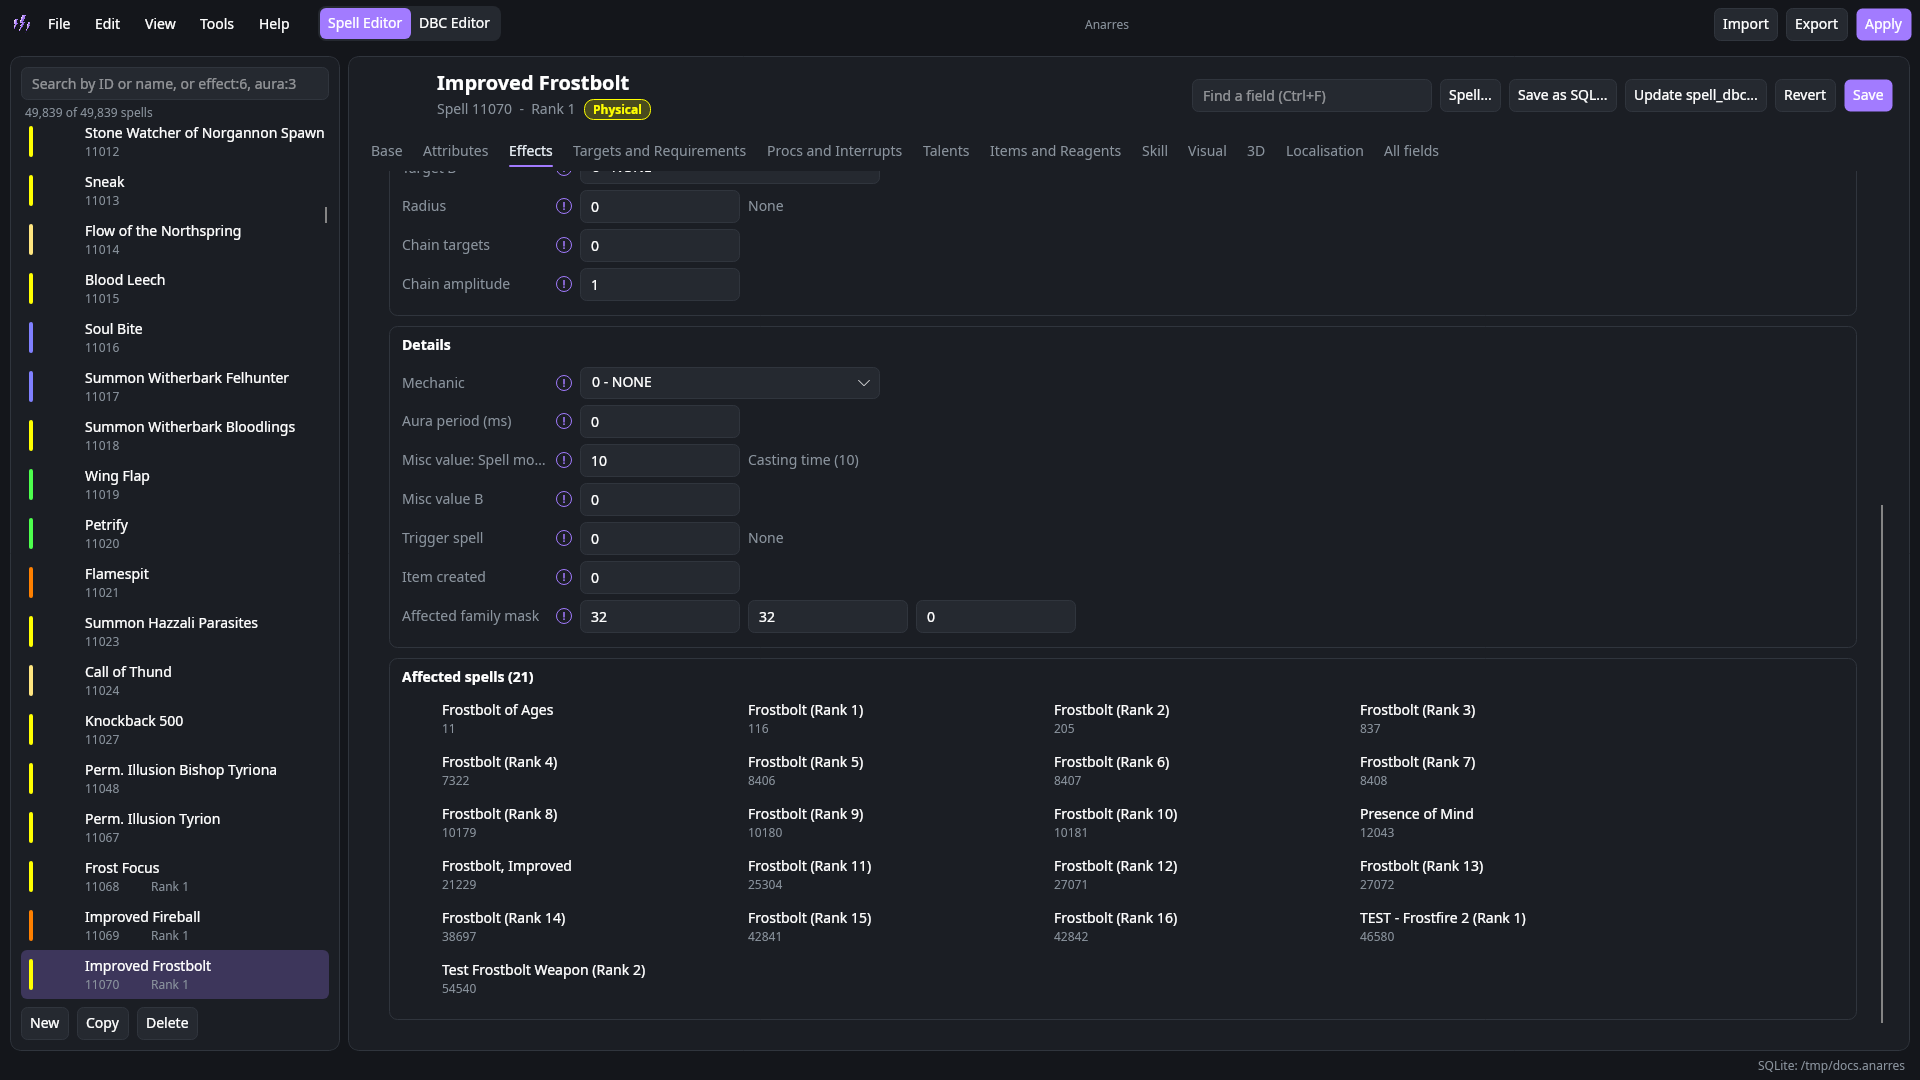 File Edit View Tools Help Spell Editor DBC Editor Anarres Import Export Apply
Search by ID or name, or effect:6, aura:3
49,839 of 49,839 spells
Stone Watcher of Norgannon Spawn
11012
Sneak
11013
Flow of the Northspring
11014
Blood Leech
11015
Soul Bite
11016
Summon Witherbark Felhunter
11017
Summon Witherbark Bloodlings
11018
Wing Flap
11019
Petrify
11020
Flamespit
11021
Summon Hazzali Parasites
11023
Call of Thund
11024
Knockback 500
11027
Perm. Illusion Bishop Tyriona
11048
Perm. Illusion Tyrion
11067
Frost Focus
11068 Rank 1
Improved Fireball
11069 Rank 1
Improved Frostbolt
11070 Rank 1
New Copy Delete
Improved Frostbolt
Spell 11070 - Rank 1 Physical
Find a field (Ctrl+F) Spell... Save as SQL... Update spell_dbc... Revert Save
Base Attributes Effects Targets and Requirements Procs and Interrupts Talents Items and Reagents Skill Visual 3D Localisation All fields
Radius 0 None
Chain targets 0
Chain amplitude 1
Details
Mechanic 0 - NONE
Aura period (ms) 0
Misc value: Spell mo... 10 Casting time (10)
Misc value B 0
Trigger spell 0 None
Item created 0
Affected family mask 32 32 0
Affected spells (21)
Frostbolt of Ages Frostbolt (Rank 1) Frostbolt (Rank 2) Frostbolt (Rank 3)
11 116 205 837
Frostbolt (Rank 4) Frostbolt (Rank 5) Frostbolt (Rank 6) Frostbolt (Rank 7)
7322 8406 8407 8408
Frostbolt (Rank 8) Frostbolt (Rank 9) Frostbolt (Rank 10) Presence of Mind
10179 10180 10181 12043
Frostbolt, Improved Frostbolt (Rank 11) Frostbolt (Rank 12) Frostbolt (Rank 13)
21229 25304 27071 27072
Frostbolt (Rank 14) Frostbolt (Rank 15) Frostbolt (Rank 16) TEST - Frostfire 2 (Rank 1)
38697 42841 42842 46580
Test Frostbolt Weapon (Rank 2)
54540
SQLite: /tmp/docs.anarres